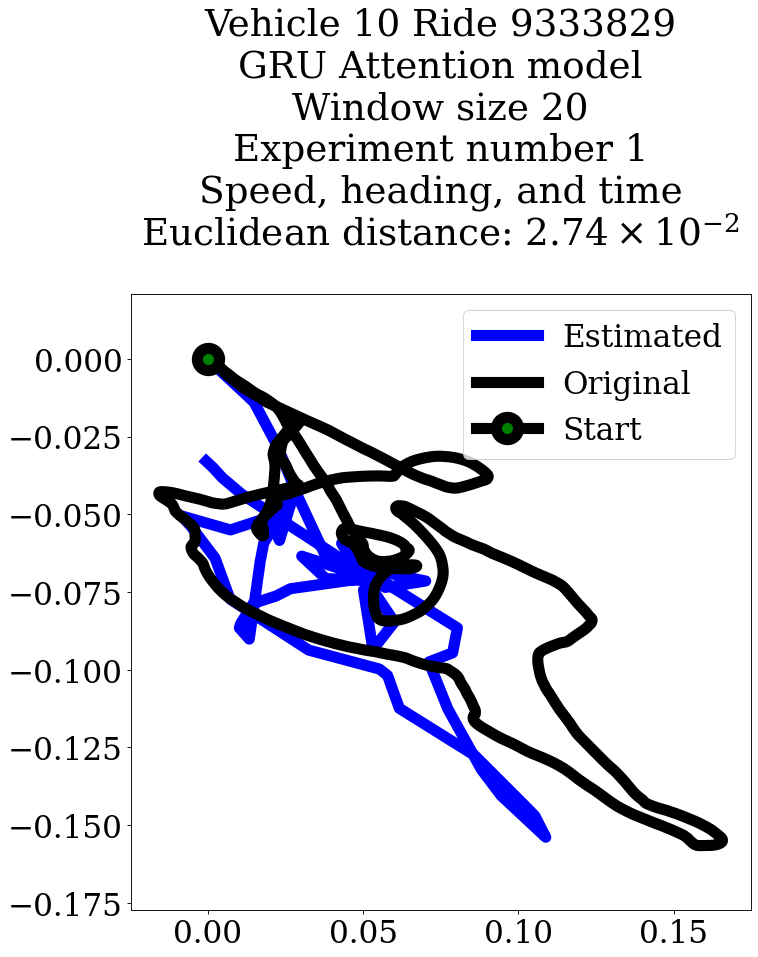 Vehicle 10 Ride 9333829
GRU Attention model
Window size 20
Experiment number 1
Speed, heading, and time
Euclidean distance: 2.74 × 10⁻²
Estimated
Original
Start
0.000
−0.025
−0.050
−0.075
−0.100
−0.125
−0.150
−0.175
0.00 0.05 0.10 0.15